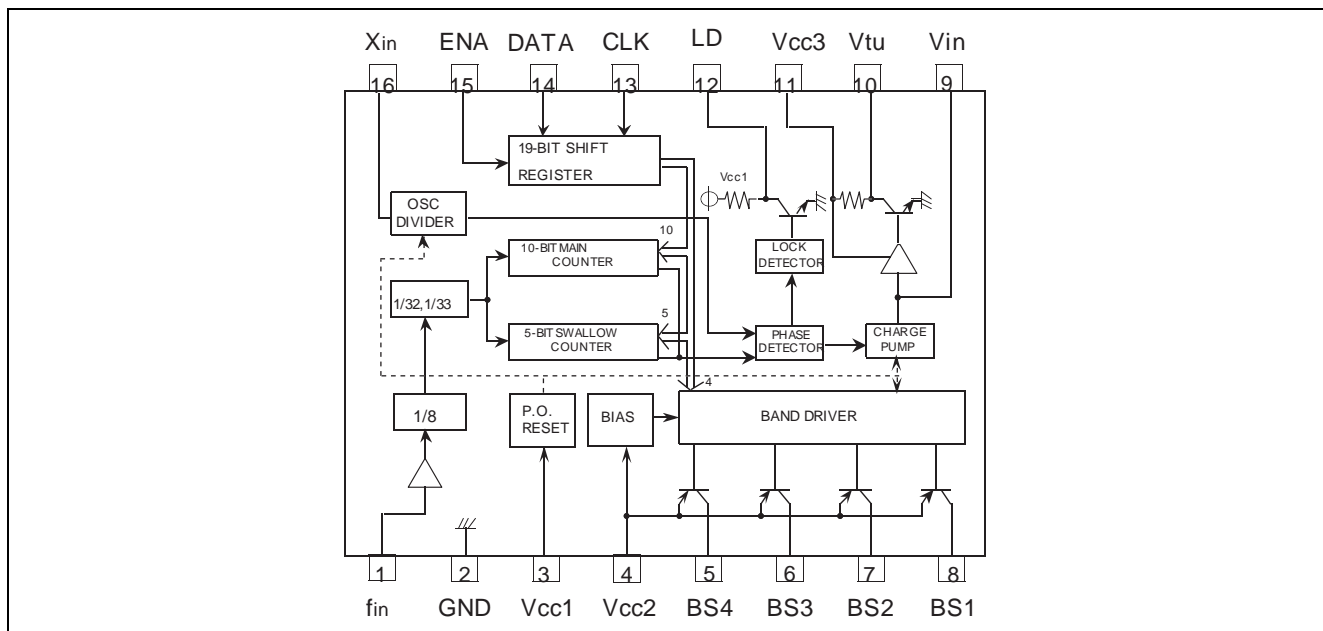 Xin ENA DATA CLK LD Vcc3 Vtu Vin
16 15 14 13 12 11 10 9
19-BIT SHIFT
REGISTER
Vcc1
OSC
DIVIDER
10
10-BIT MAIN
COUNTER
LOCK
DETECTOR
1/32,1/33
5
5-BIT SWALLOW
COUNTER
PHASE
DETECTOR
CHARGE
PUMP
4
1/8
P.O.
RESET
BIAS
BAND DRIVER
1 2 3 4 5 6 7 8
fin GND Vcc1 Vcc2 BS4 BS3 BS2 BS1